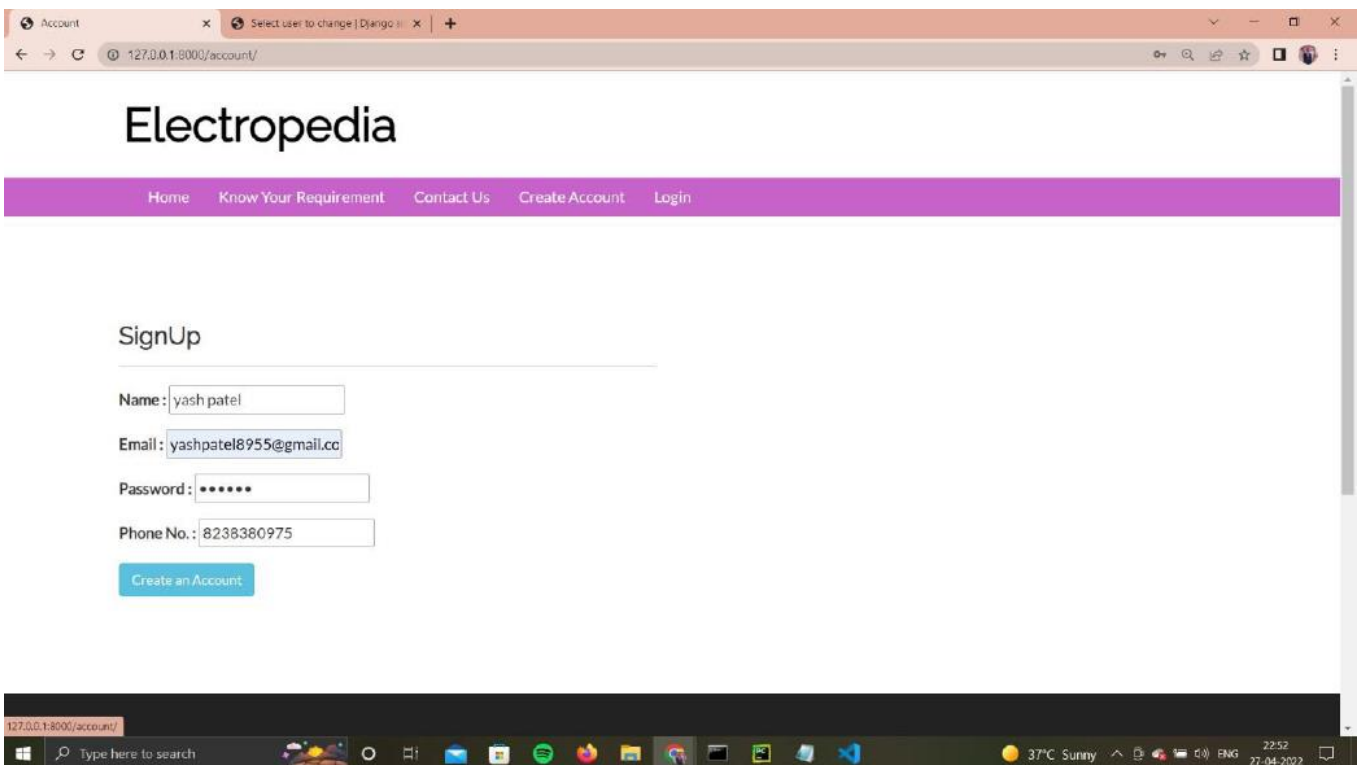 Account
Select user to change | Django
127.0.0.1:8000/account/
Electropedia
Home Know Your Requirement Contact Us Create Account Login
SignUp
Name : yash patel
Email : yashpatel8955@gmail.co
Password : ••••••
Phone No. : 8238380975
Create an Account
127.0.0.1:8000/account/
Type here to search
37°C Sunny ENG 22:52
27-04-2022